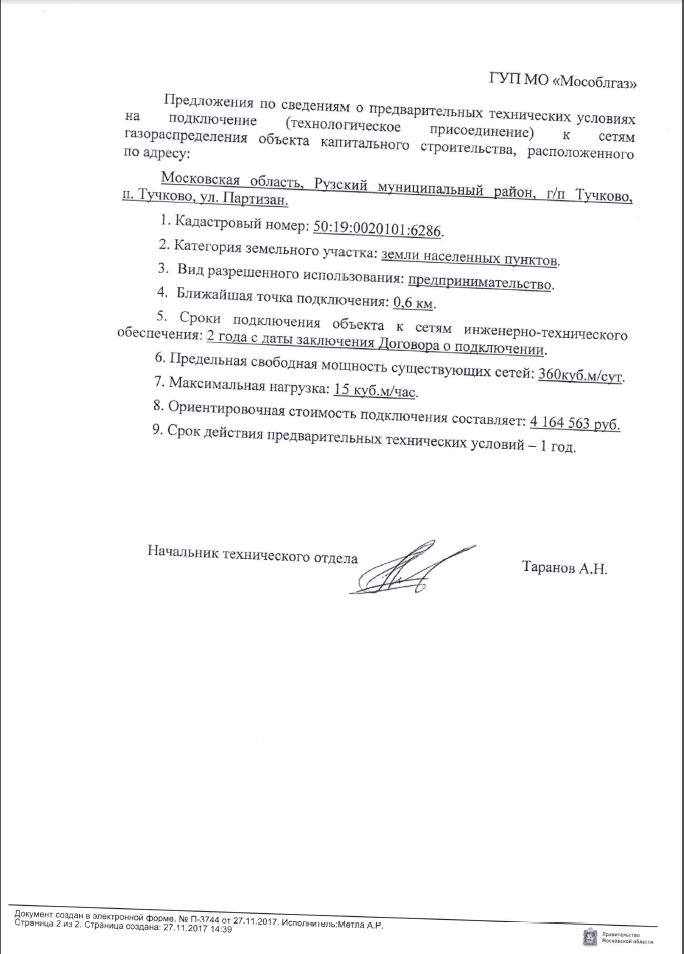 ГУП МО «Мособлгаз»
Предложения по сведениям о предварительных технических условиях
на подключение (технологическое присоединение) к сетям
газораспределения объекта капитального строительства, расположенного
по адресу:
Московская область, Рузский муниципальный район, г/п Тучково,
п. Тучково, ул. Партизан.
1. Кадастровый номер: 50:19:0020101:6286.
2. Категория земельного участка: земли населенных пунктов.
3. Вид разрешенного использования: предпринимательство.
4. Ближайшая точка подключения: 0,6 км.
5. Сроки подключения объекта к сетям инженерно-технического
обеспечения: 2 года с даты заключения Договора о подключении.
6. Предельная свободная мощность существующих сетей: 360куб.м/сут.
7. Максимальная нагрузка: 15 куб.м/час.
8. Ориентировочная стоимость подключения составляет: 4 164 563 руб.
9. Срок действия предварительных технических условий – 1 год.
Начальник технического отдела Таранов А.Н.
Документ создан в электронной форме. № П-3744 от 27.11.2017. Исполнитель:Метла А.Р.
Страница 2 из 2. Страница создана: 27.11.2017 14:39
Правительство
Московской области